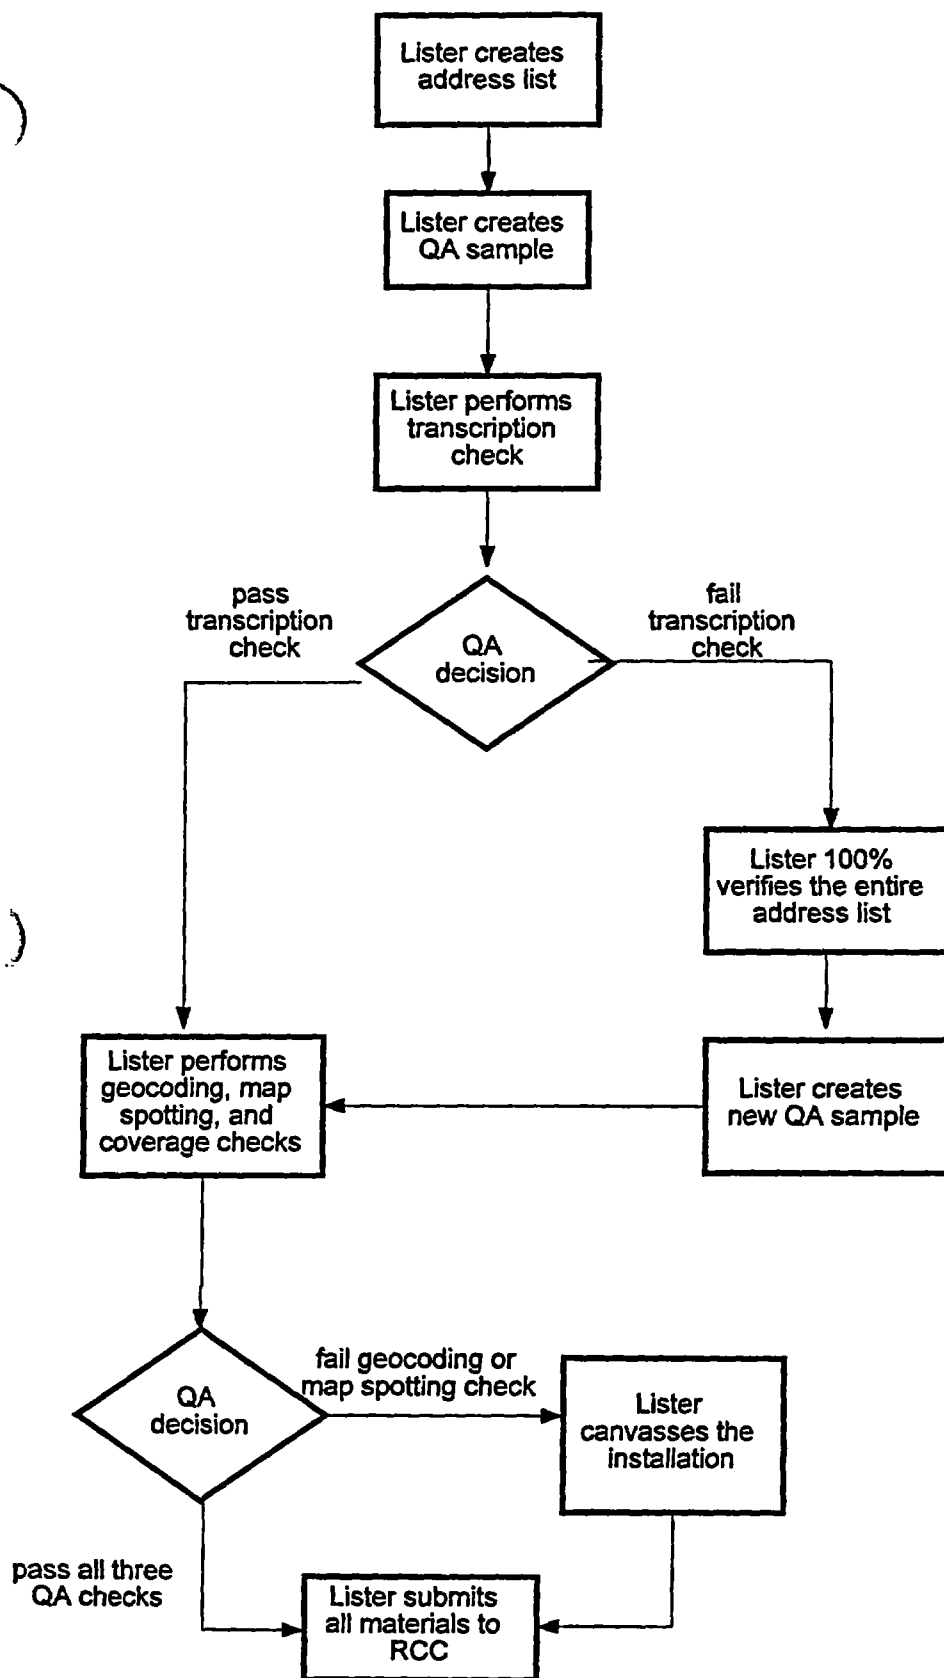 Lister creates
address list
Lister creates
QA sample
Lister performs
transcription
check
pass
transcription
check
QA
decision
fail
transcription
check
Lister 100%
verifies the entire
address list
Lister performs
geocoding, map
spotting, and
coverage checks
Lister creates
new QA sample
QA
decision
fail geocoding or
map spotting check
Lister
canvasses the
installation
pass all three
QA checks
Lister submits
all materials to
RCC